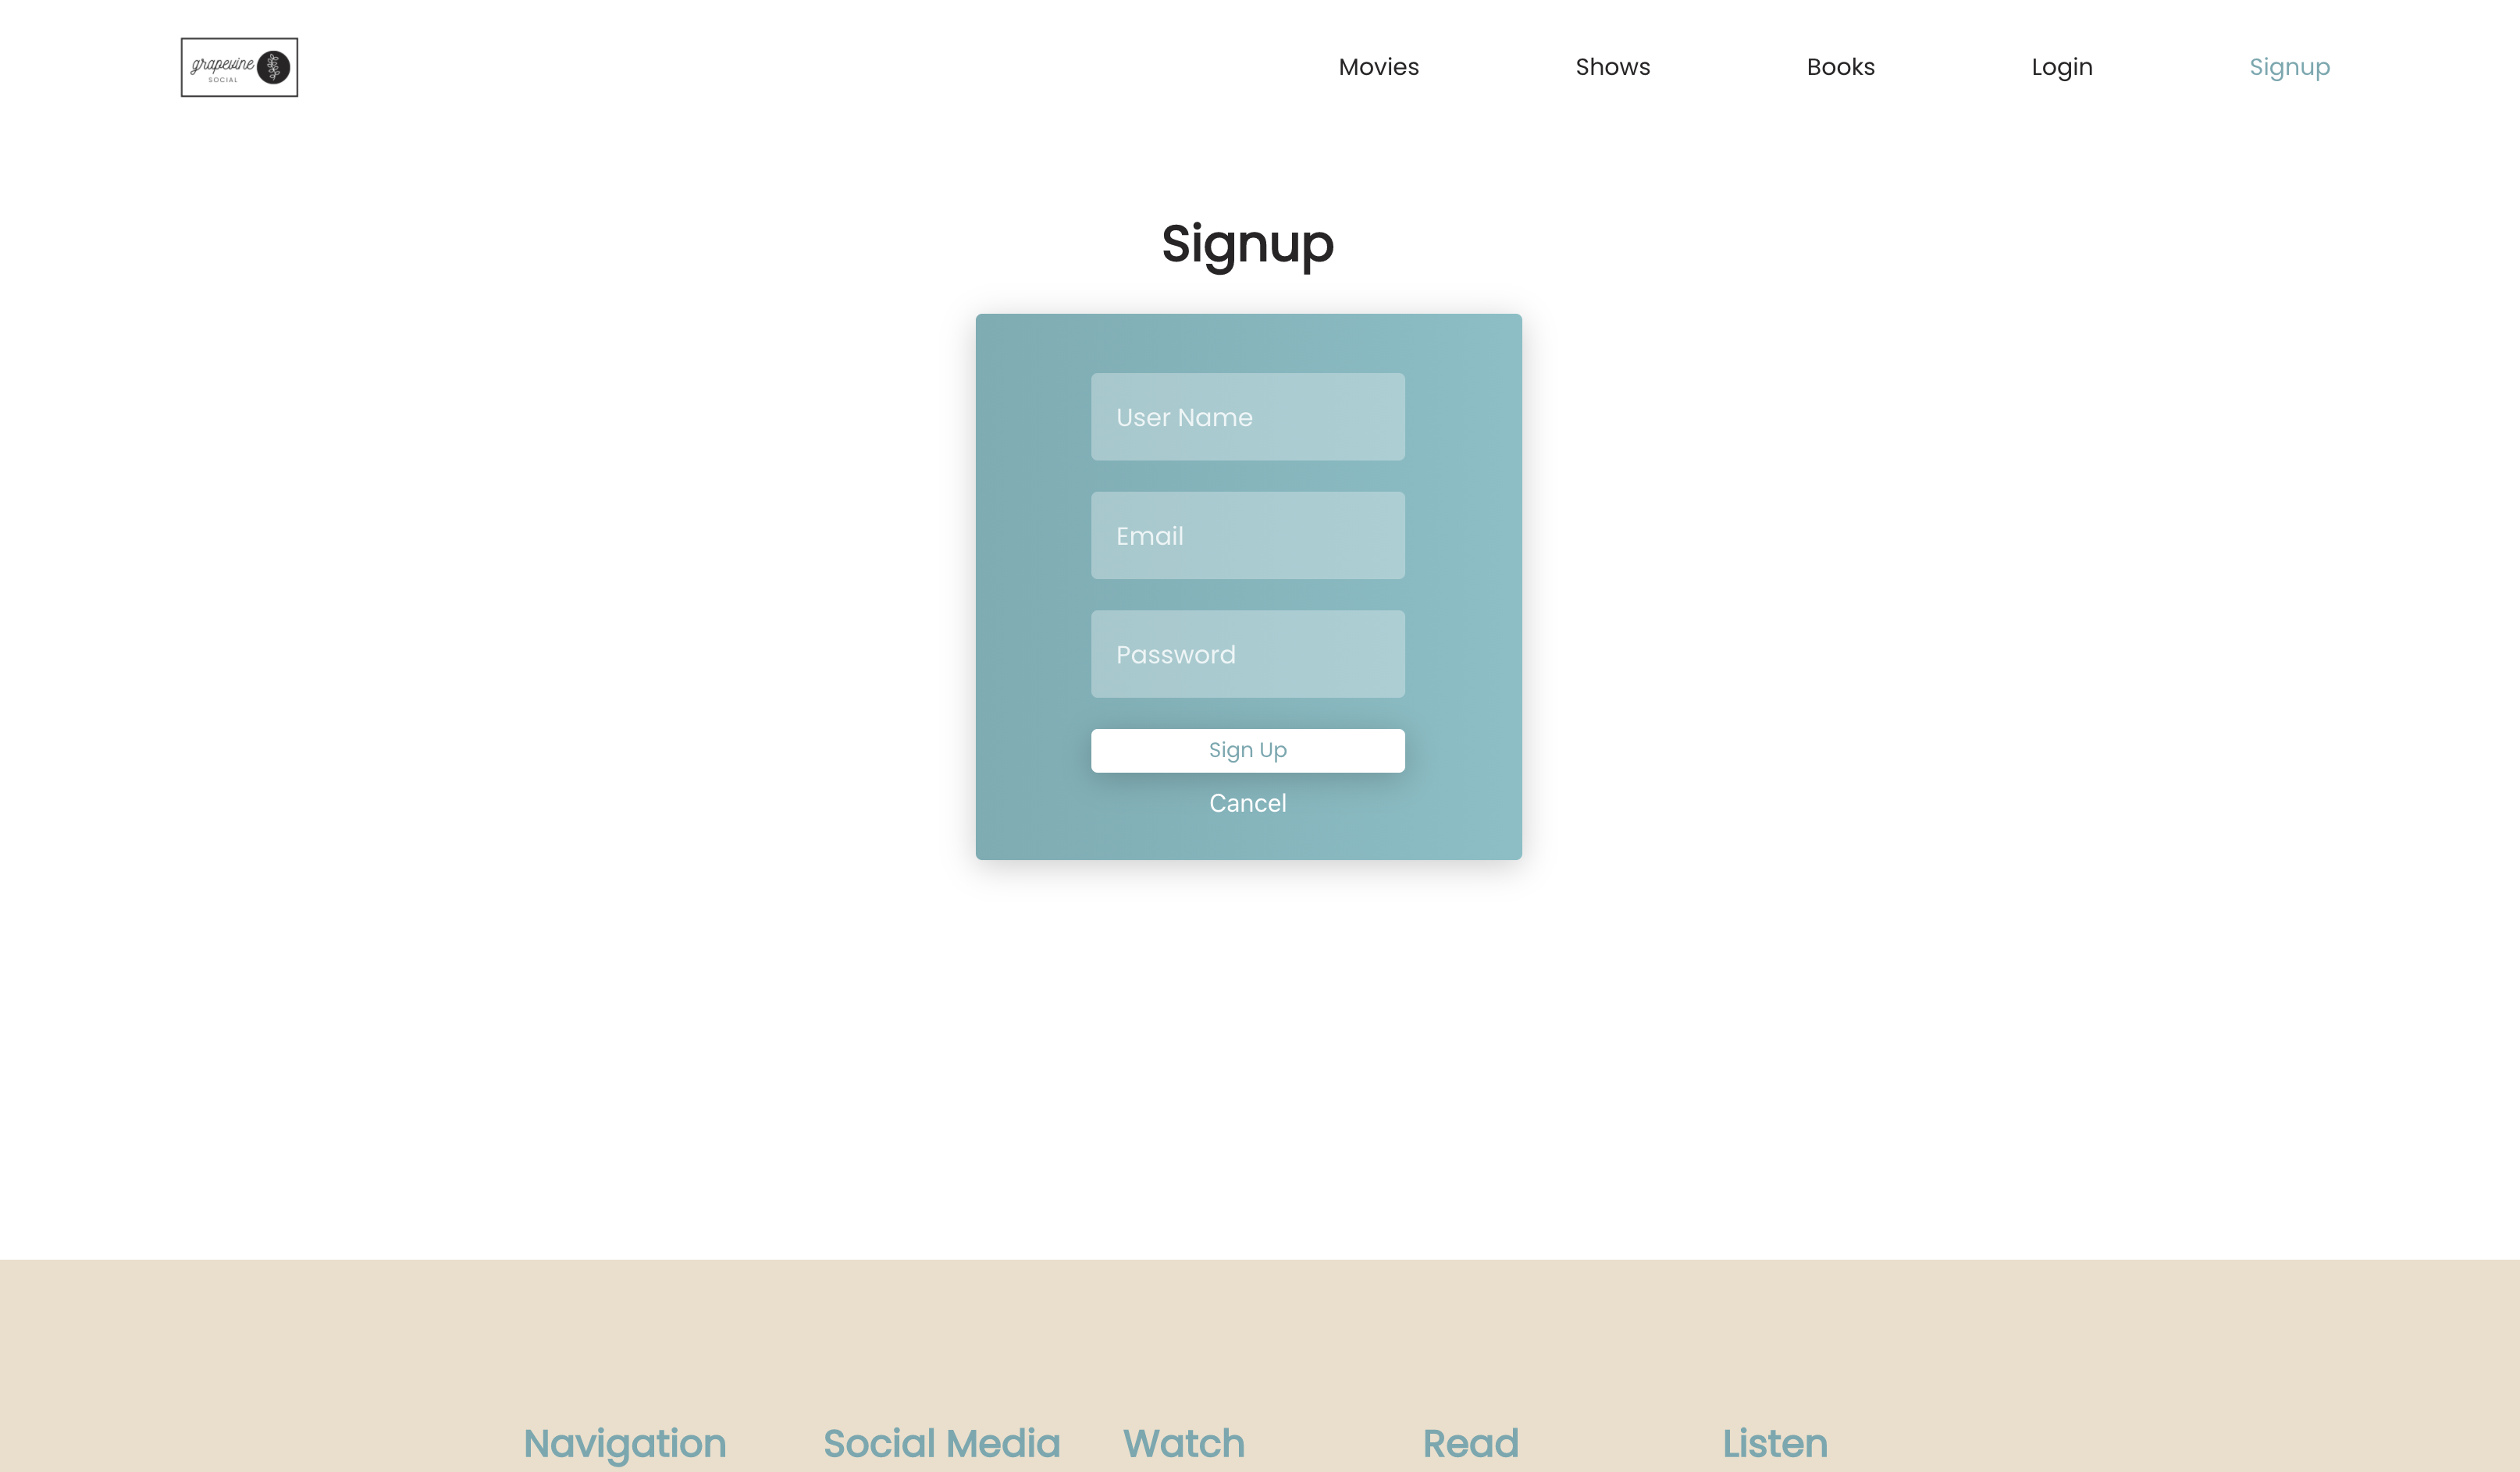 grapevine
SOCIAL
Movies Shows Books Login Signup
Signup
User Name
Email
Password
Sign Up
Cancel
Navigation Social Media Watch Read Listen